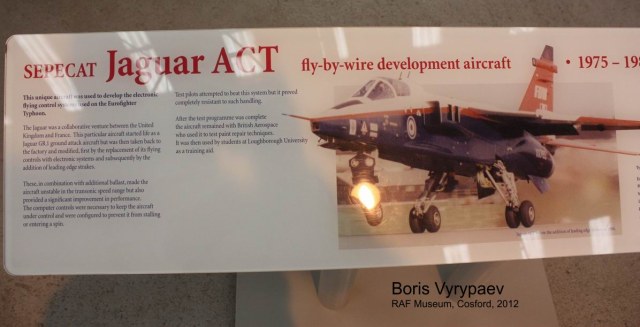 SEPECAT Jaguar ACT fly-by-wire development aircraft • 1975 – 198
This unique aircraft was used to develop the electronic
flying control systems used on the Eurofighter
Typhoon.
The Jaguar was a collaborative venture between the United
Kingdom and France. This particular aircraft started life as a
Jaguar GR.1 ground attack aircraft but was then taken back to
the factory and modified, first by the replacement of its flying
controls with electronic systems and subsequently by the
addition of leading edge strakes.
These, in combination with additional ballast, made the
aircraft unstable in the transonic speed range but also
provided a significant improvement in performance.
The computer controls were necessary to keep the aircraft
under control and were configured to prevent it from stalling
or entering a spin.
Test pilots attempted to beat this system but it proved
completely resistant to such handling.
After the test programme was complete
the aircraft remained with British Aerospace
who used it to test paint repair techniques.
It was then used by students at Loughborough University
as a training aid.
the addition of leading edge
Boris Vyrypaev
RAF Museum, Cosford, 2012